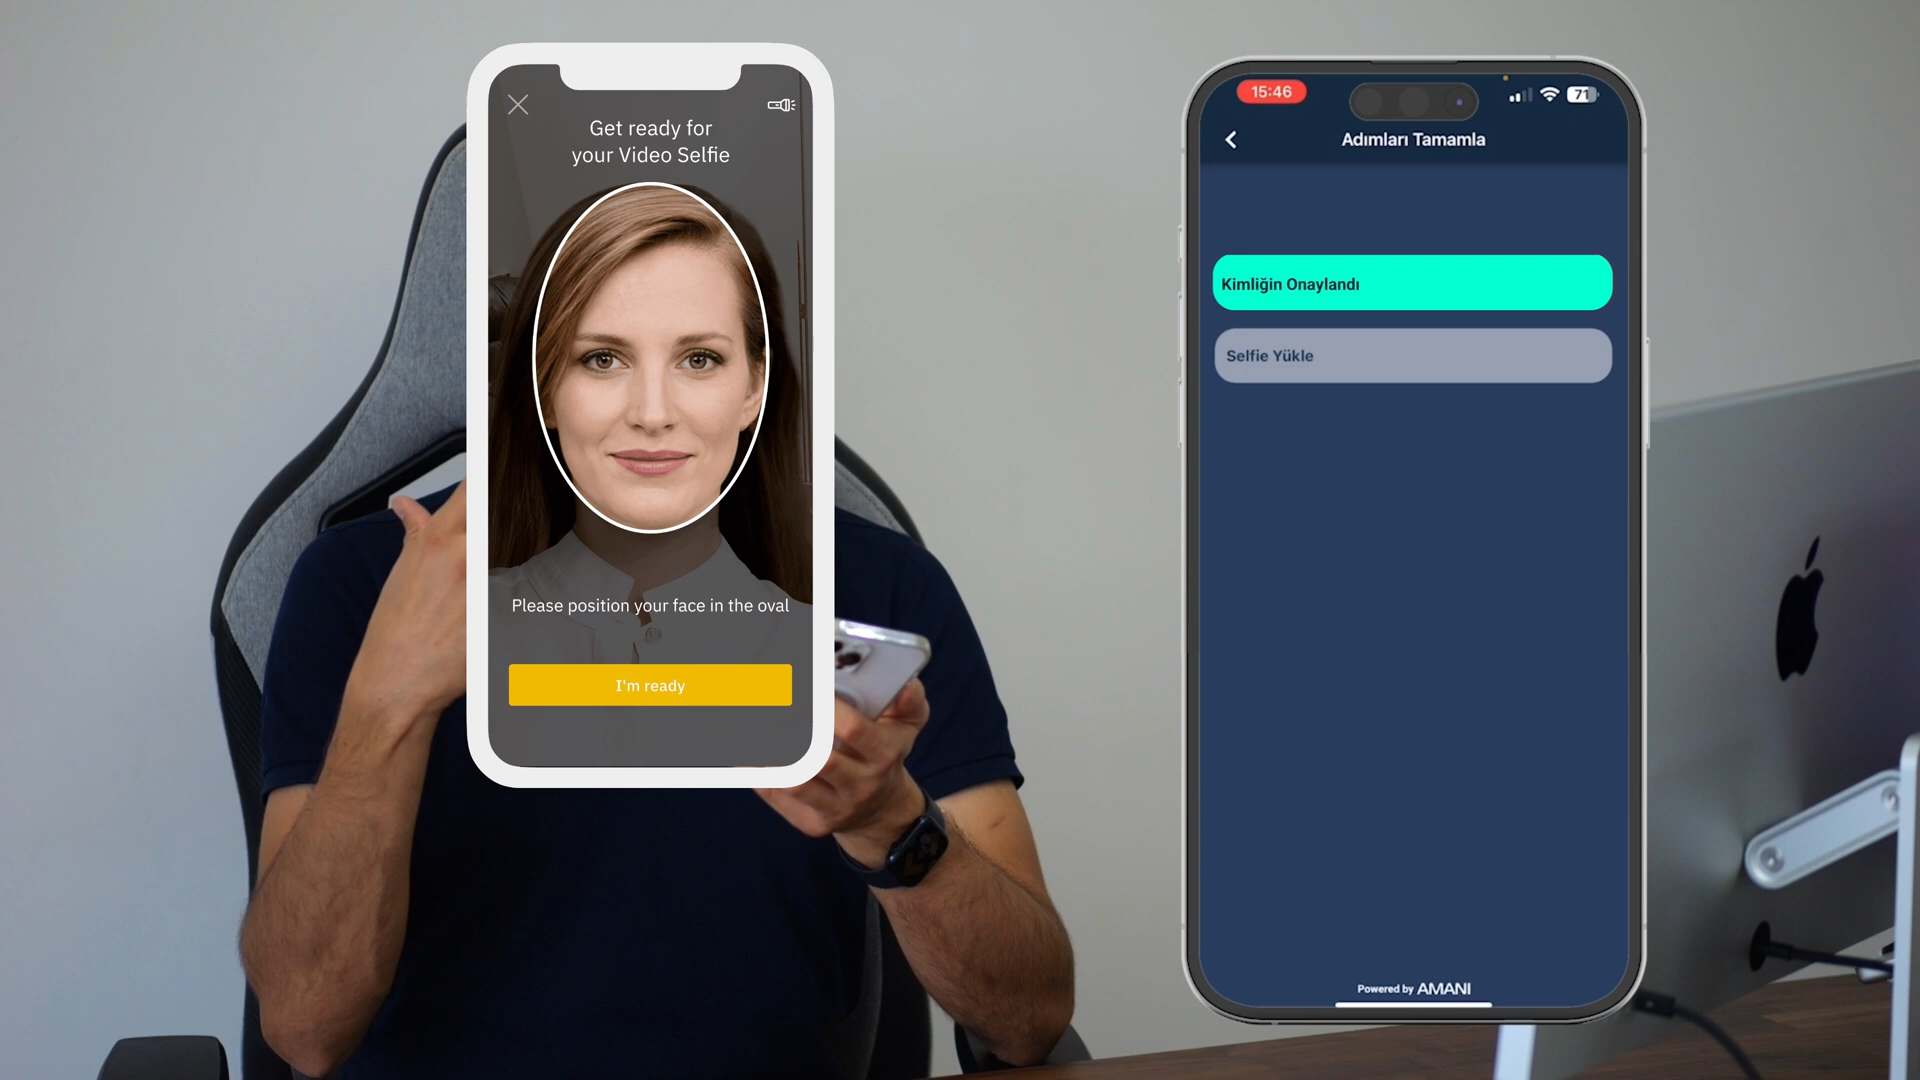 Get ready for
your Video Selfie
Please position your face in the oval
I'm ready
15:46
71
Adımları Tamamla
Kimliğin Onaylandı
Selfie Yükle
Powered by AMANI